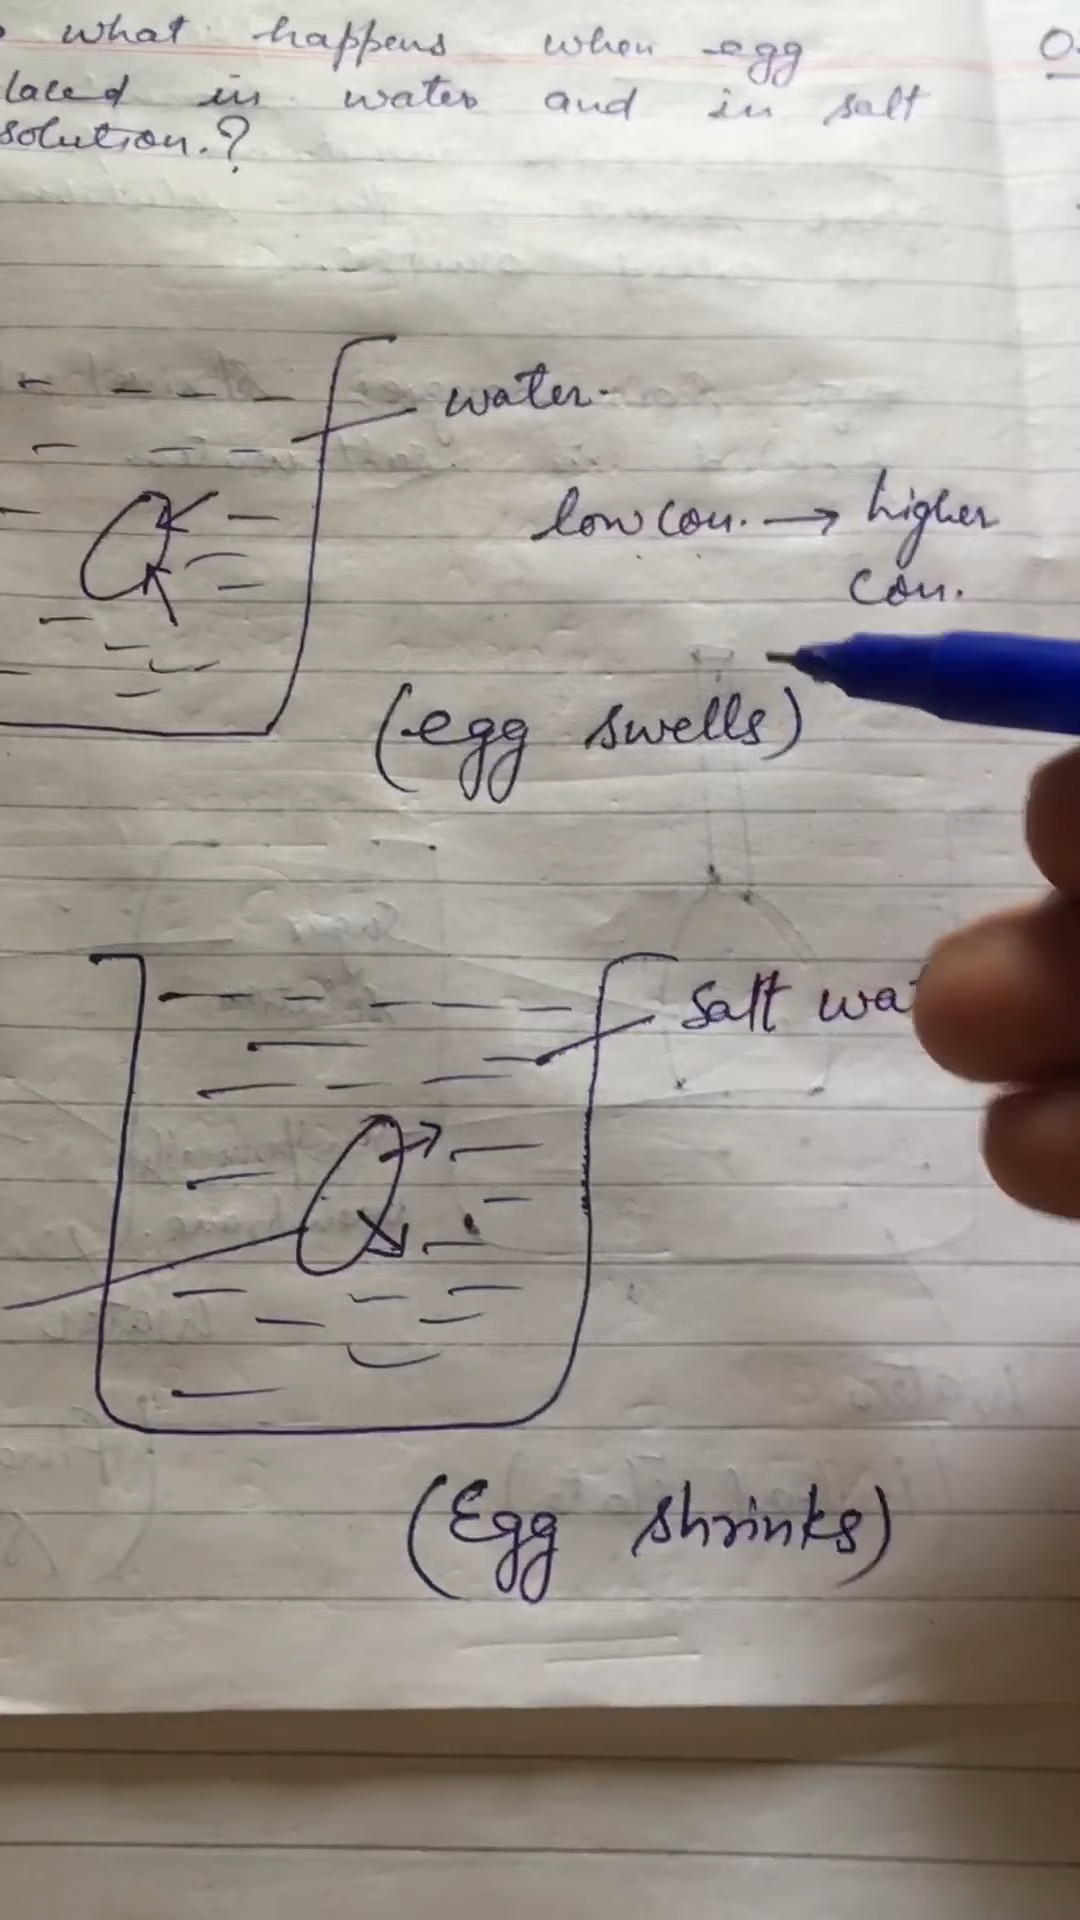 what happens when egg
laced in water and in salt
solution.?
water.
low con. → higher
con.
(egg swells)
Salt wa
(Egg shrinks)